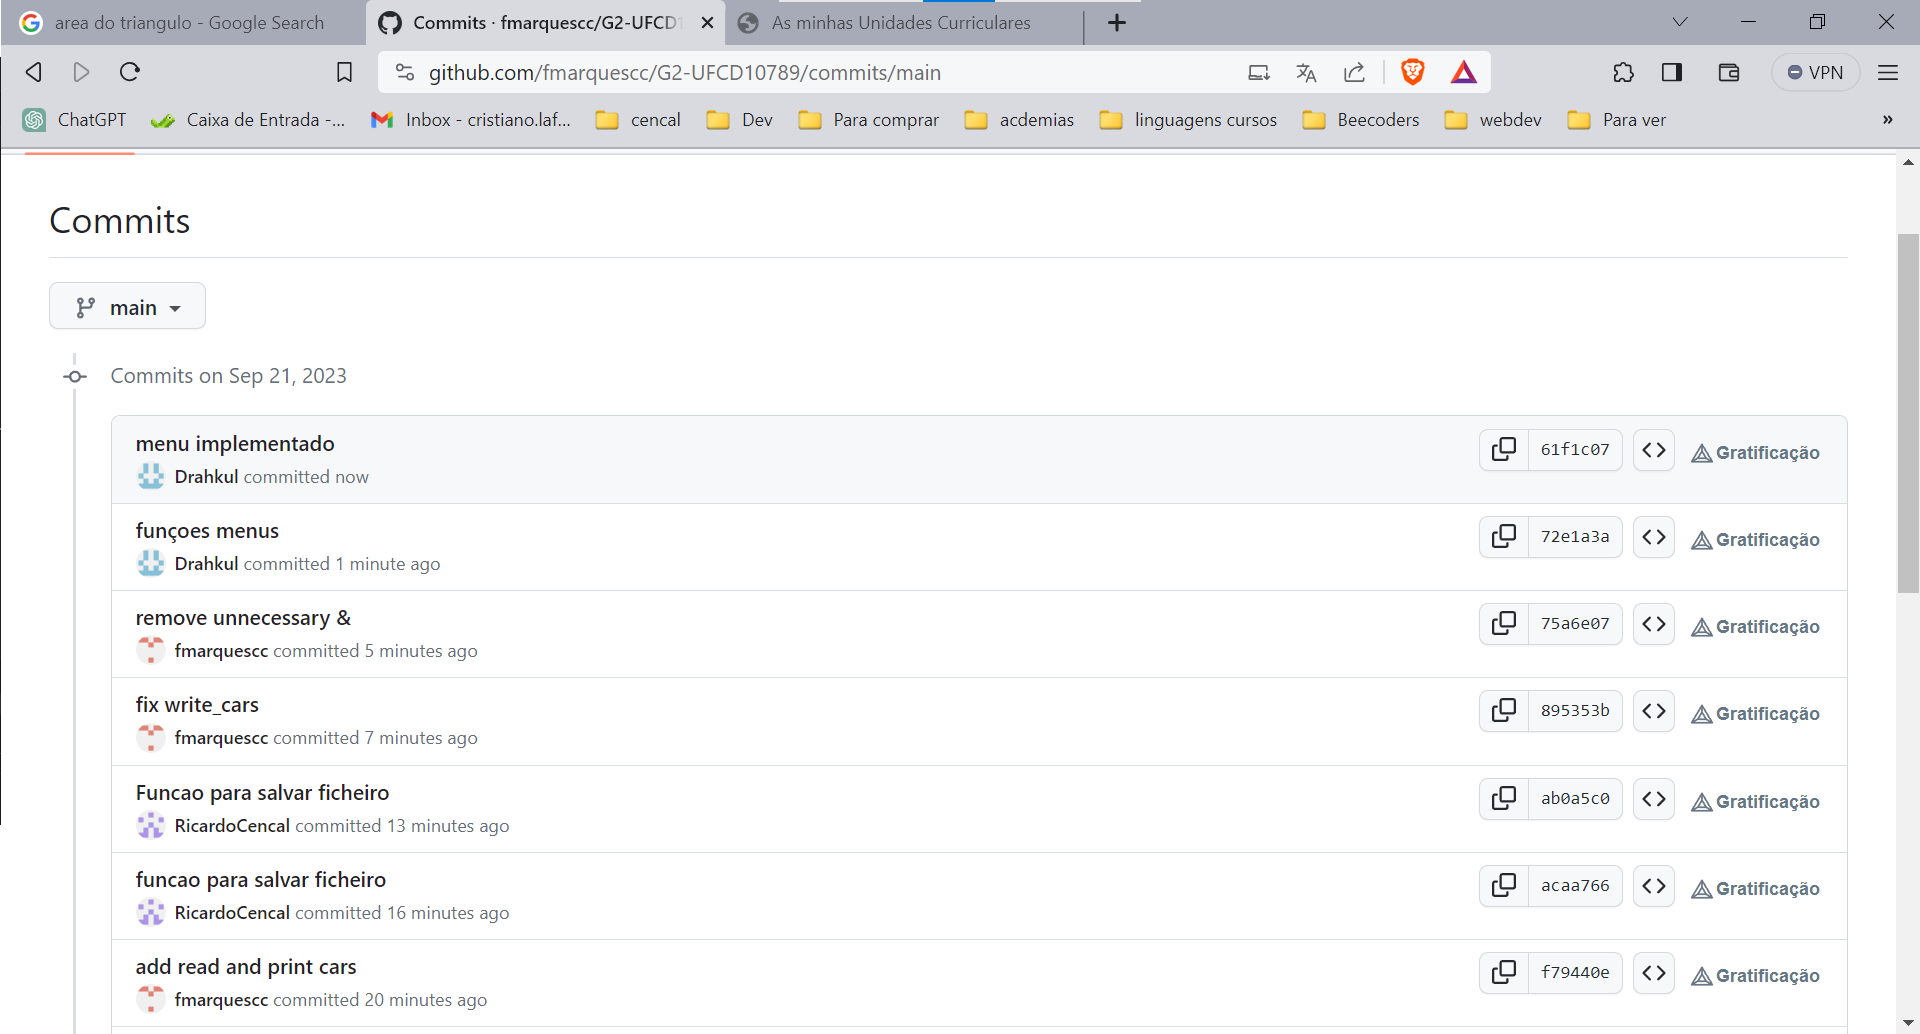 area do triangulo - Google Search
Commits · fmarquescc/G2-UFCD1
As minhas Unidades Curriculares
github.com/fmarquescc/G2-UFCD10789/commits/main
VPN
ChatGPT
Caixa de Entrada -...
Inbox - cristiano.laf...
cencal
Dev
Para comprar
acdemias
linguagens cursos
Beecoders
webdev
Para ver
»
Commits
main
Commits on Sep 21, 2023
menu implementado
61f1c07
Gratificação
Drahkul committed now
funçoes menus
72e1a3a
Gratificação
Drahkul committed 1 minute ago
remove unnecessary &
75a6e07
Gratificação
fmarquescc committed 5 minutes ago
fix write_cars
895353b
Gratificação
fmarquescc committed 7 minutes ago
Funcao para salvar ficheiro
ab0a5c0
Gratificação
RicardoCencal committed 13 minutes ago
funcao para salvar ficheiro
acaa766
Gratificação
RicardoCencal committed 16 minutes ago
add read and print cars
f79440e
Gratificação
fmarquescc committed 20 minutes ago